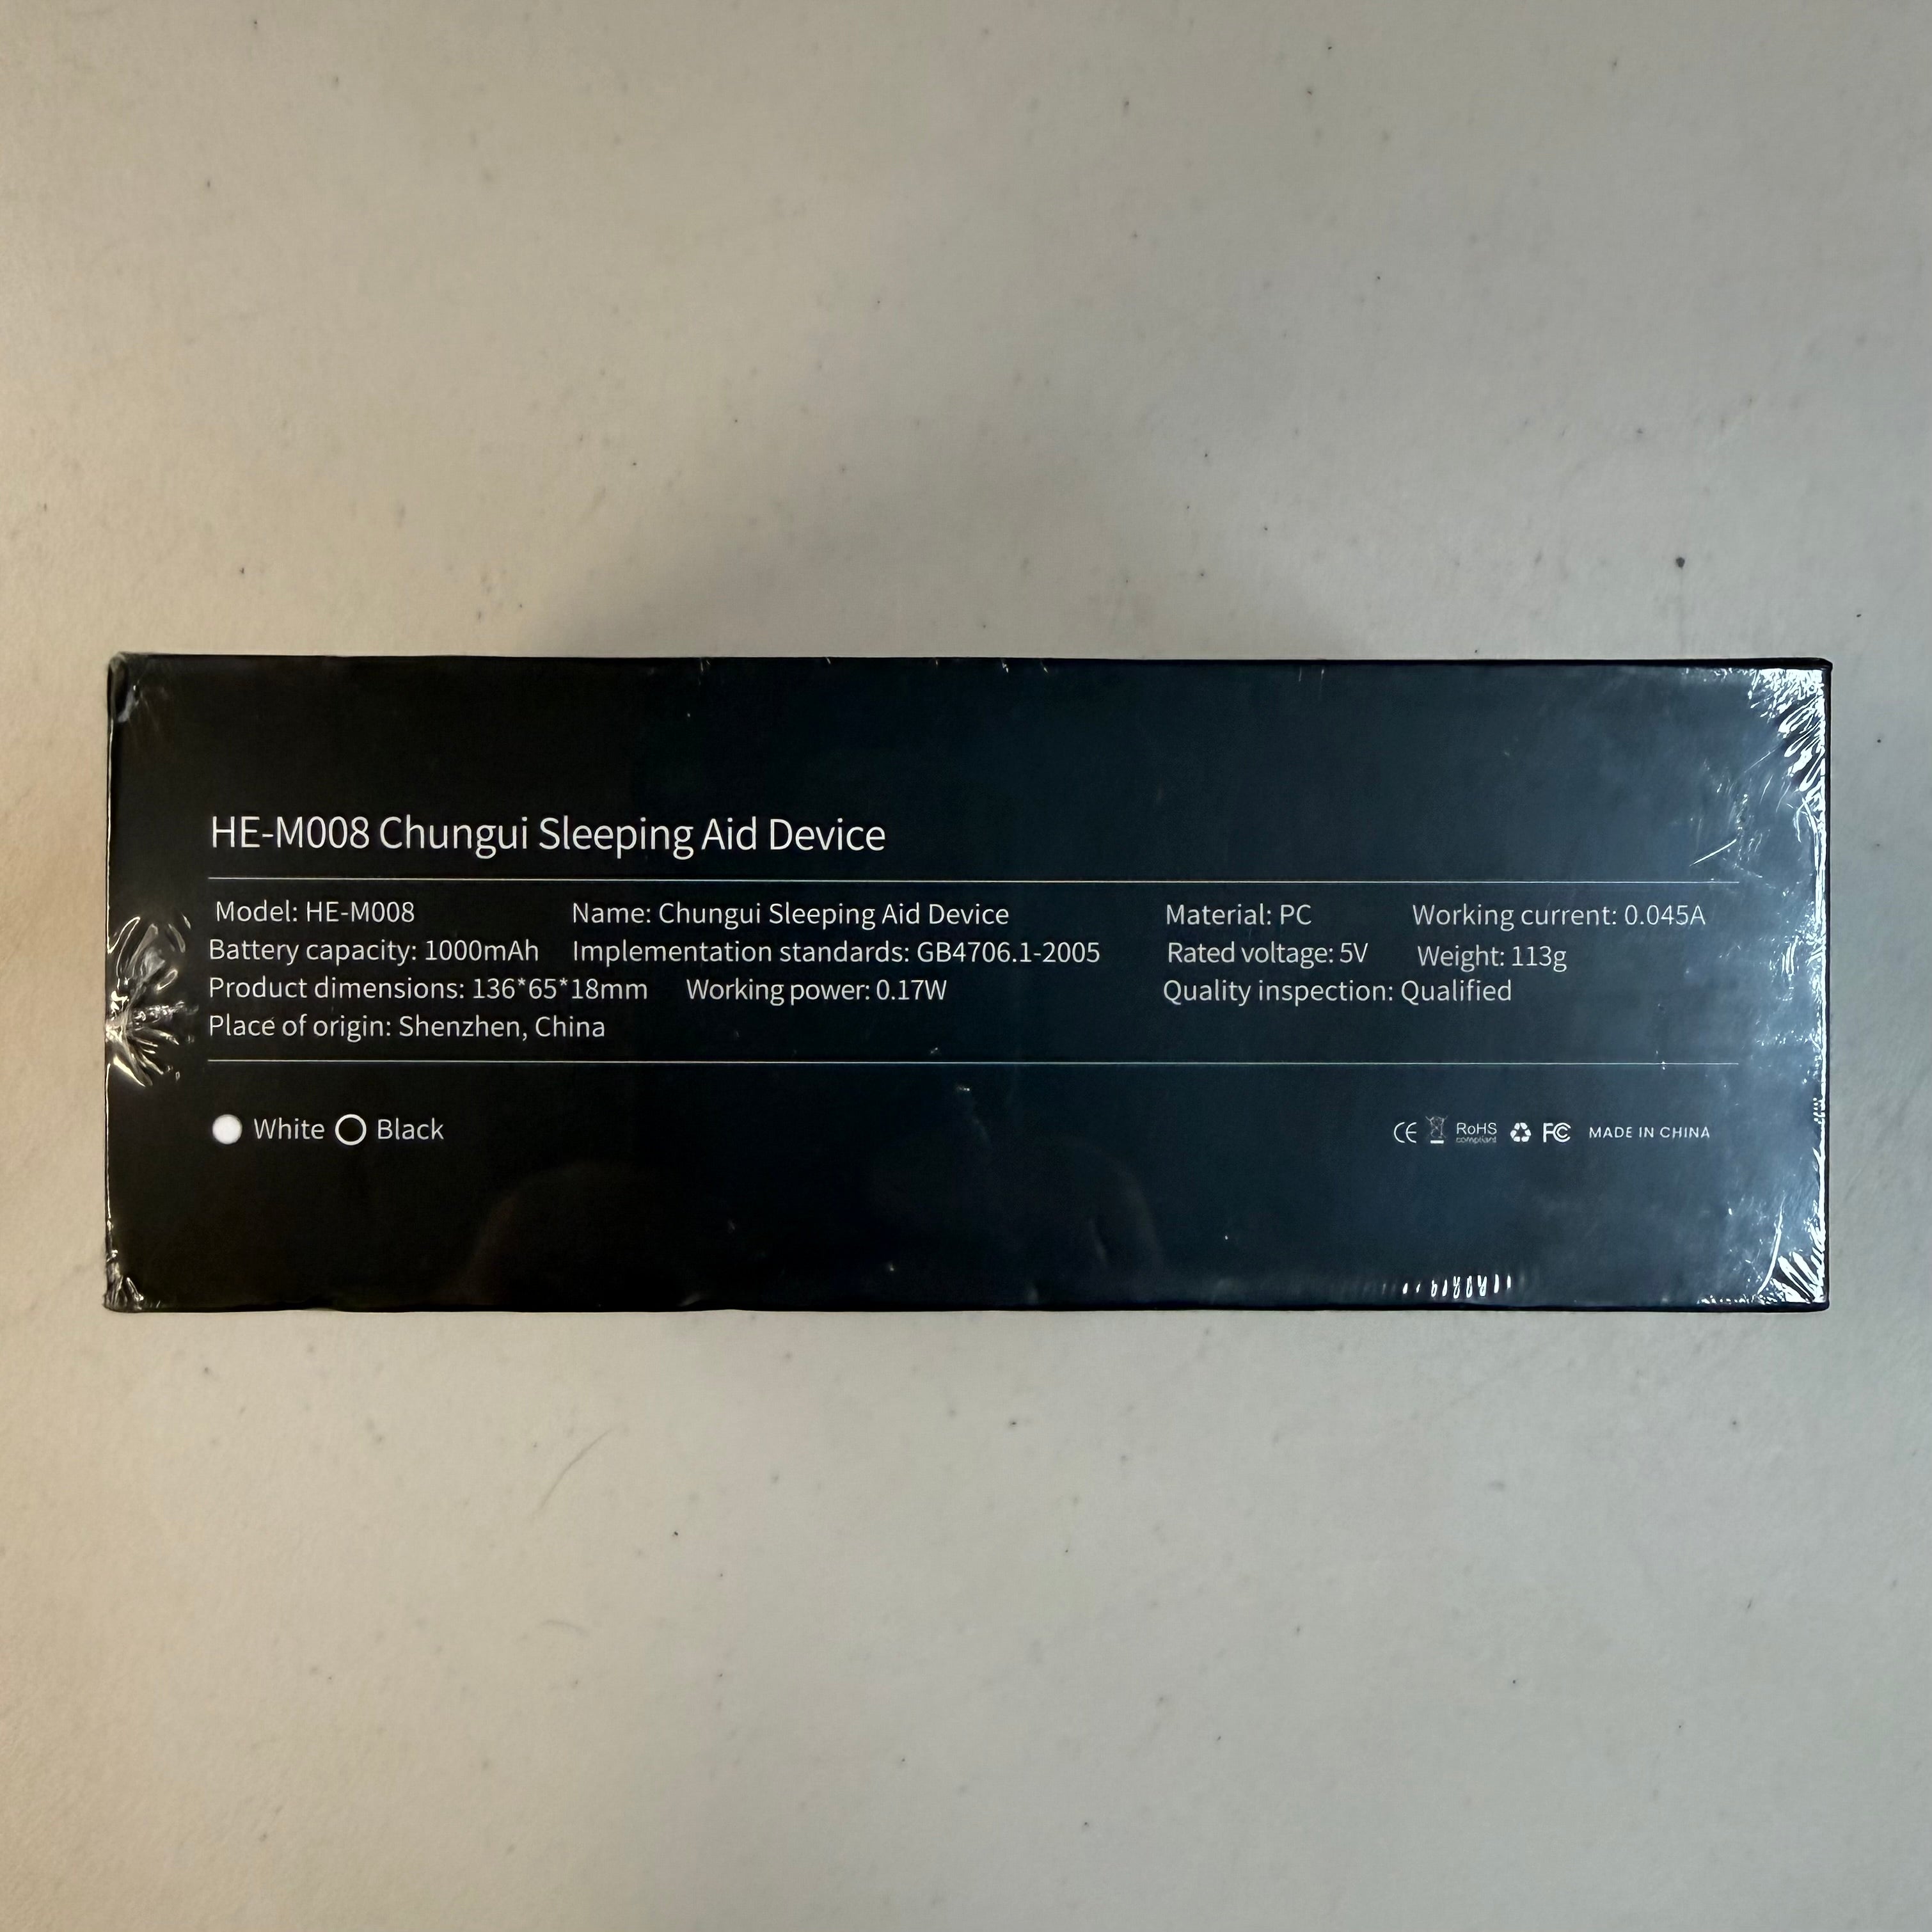 HE-M008 Chungui Sleeping Aid Device
Model: HE-M008 Name: Chungui Sleeping Aid Device Material: PC Working current: 0.045A
Battery capacity: 1000mAh Implementation standards: GB4706.1-2005 Rated voltage: 5V Weight: 113g
Product dimensions: 136*65*18mm Working power: 0.17W Quality inspection: Qualified
Place of origin: Shenzhen, China
White Black
CE RoHS compliant FC MADE IN CHINA